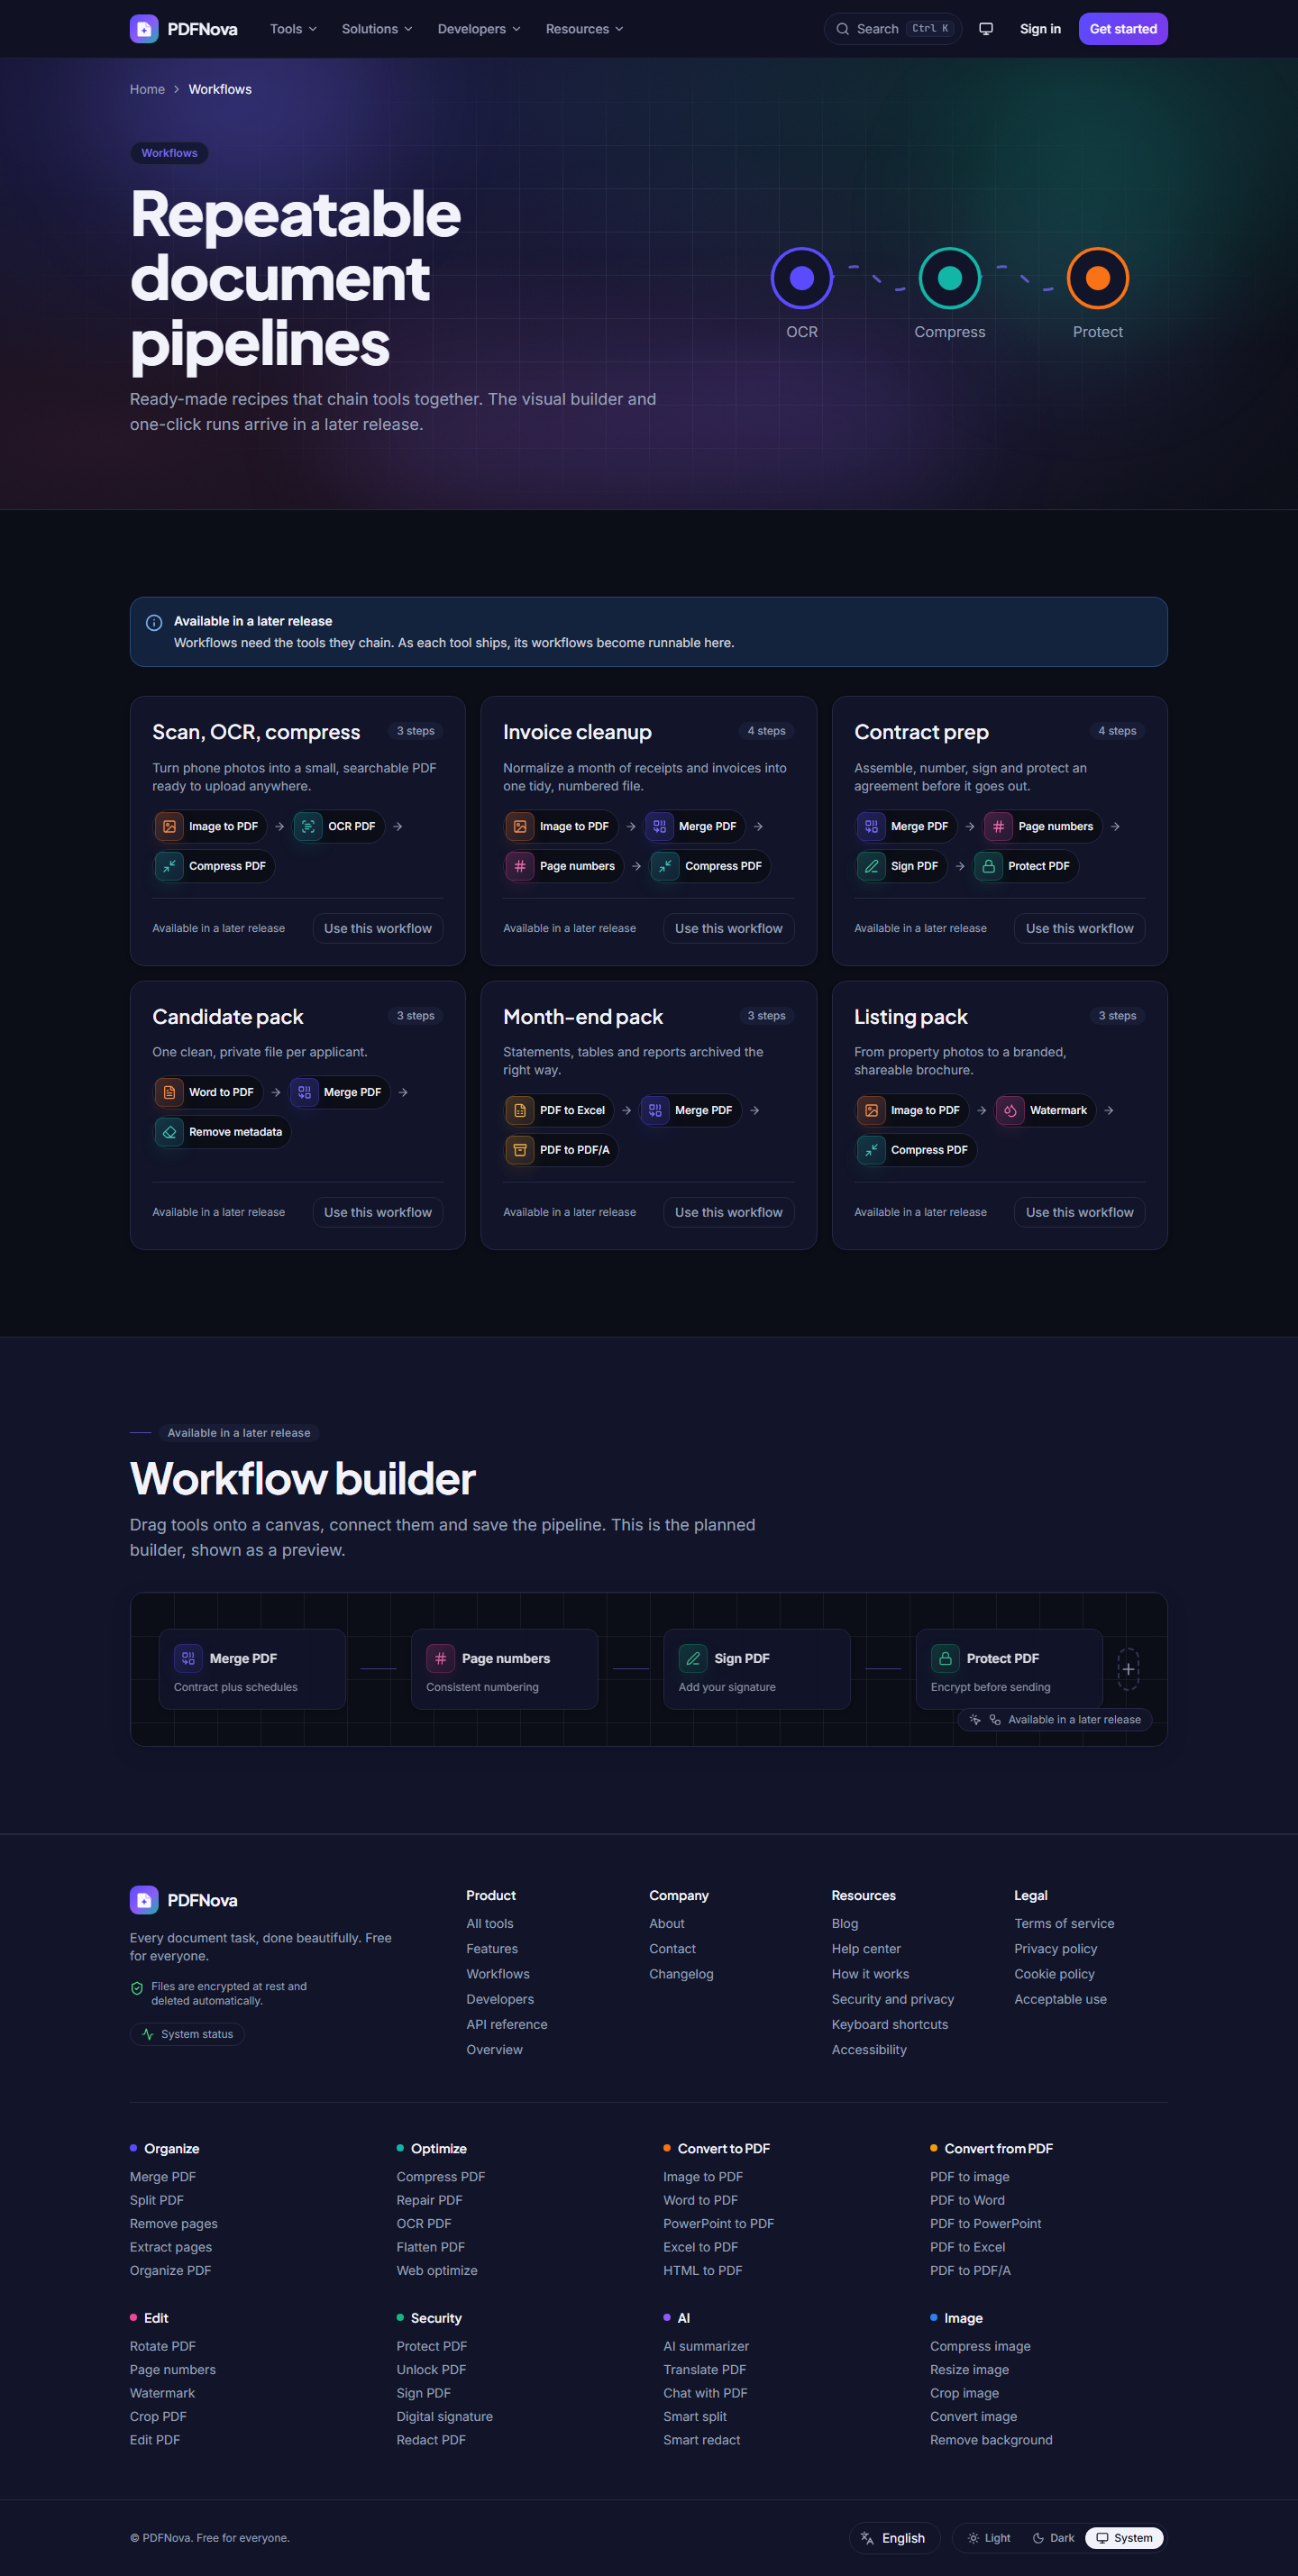 PDFNova
Tools
Solutions
Developers
Resources
Search
Ctrl K
Sign in
Get started
Home
Workflows
Workflows
Repeatable
document
pipelines
Ready-made recipes that chain tools together. The visual builder and
one-click runs arrive in a later release.
OCR
Compress
Protect
Available in a later release
Workflows need the tools they chain. As each tool ships, its workflows become runnable here.
Scan, OCR, compress
3 steps
Turn phone photos into a small, searchable PDF
ready to upload anywhere.
Image to PDF
OCR PDF
Compress PDF
Available in a later release
Use this workflow
Invoice cleanup
4 steps
Normalize a month of receipts and invoices into
one tidy, numbered file.
Image to PDF
Merge PDF
Page numbers
Compress PDF
Available in a later release
Use this workflow
Contract prep
4 steps
Assemble, number, sign and protect an
agreement before it goes out.
Merge PDF
Page numbers
Sign PDF
Protect PDF
Available in a later release
Use this workflow
Candidate pack
3 steps
One clean, private file per applicant.
Word to PDF
Merge PDF
Remove metadata
Available in a later release
Use this workflow
Month-end pack
3 steps
Statements, tables and reports archived the
right way.
PDF to Excel
Merge PDF
PDF to PDF/A
Available in a later release
Use this workflow
Listing pack
3 steps
From property photos to a branded,
shareable brochure.
Image to PDF
Watermark
Compress PDF
Available in a later release
Use this workflow
Available in a later release
Workflow builder
Drag tools onto a canvas, connect them and save the pipeline. This is the planned
builder, shown as a preview.
Merge PDF
Contract plus schedules
Page numbers
Consistent numbering
Sign PDF
Add your signature
Protect PDF
Encrypt before sending
Available in a later release
PDFNova
Every document task, done beautifully. Free
for everyone.
Files are encrypted at rest and
deleted automatically.
System status
Product
All tools
Features
Workflows
Developers
API reference
Overview
Company
About
Contact
Changelog
Resources
Blog
Help center
How it works
Security and privacy
Keyboard shortcuts
Accessibility
Legal
Terms of service
Privacy policy
Cookie policy
Acceptable use
Organize
Merge PDF
Split PDF
Remove pages
Extract pages
Organize PDF
Optimize
Compress PDF
Repair PDF
OCR PDF
Flatten PDF
Web optimize
Convert to PDF
Image to PDF
Word to PDF
PowerPoint to PDF
Excel to PDF
HTML to PDF
Convert from PDF
PDF to image
PDF to Word
PDF to PowerPoint
PDF to Excel
PDF to PDF/A
Edit
Rotate PDF
Page numbers
Watermark
Crop PDF
Edit PDF
Security
Protect PDF
Unlock PDF
Sign PDF
Digital signature
Redact PDF
AI
AI summarizer
Translate PDF
Chat with PDF
Smart split
Smart redact
Image
Compress image
Resize image
Crop image
Convert image
Remove background
© PDFNova. Free for everyone.
English
Light
Dark
System